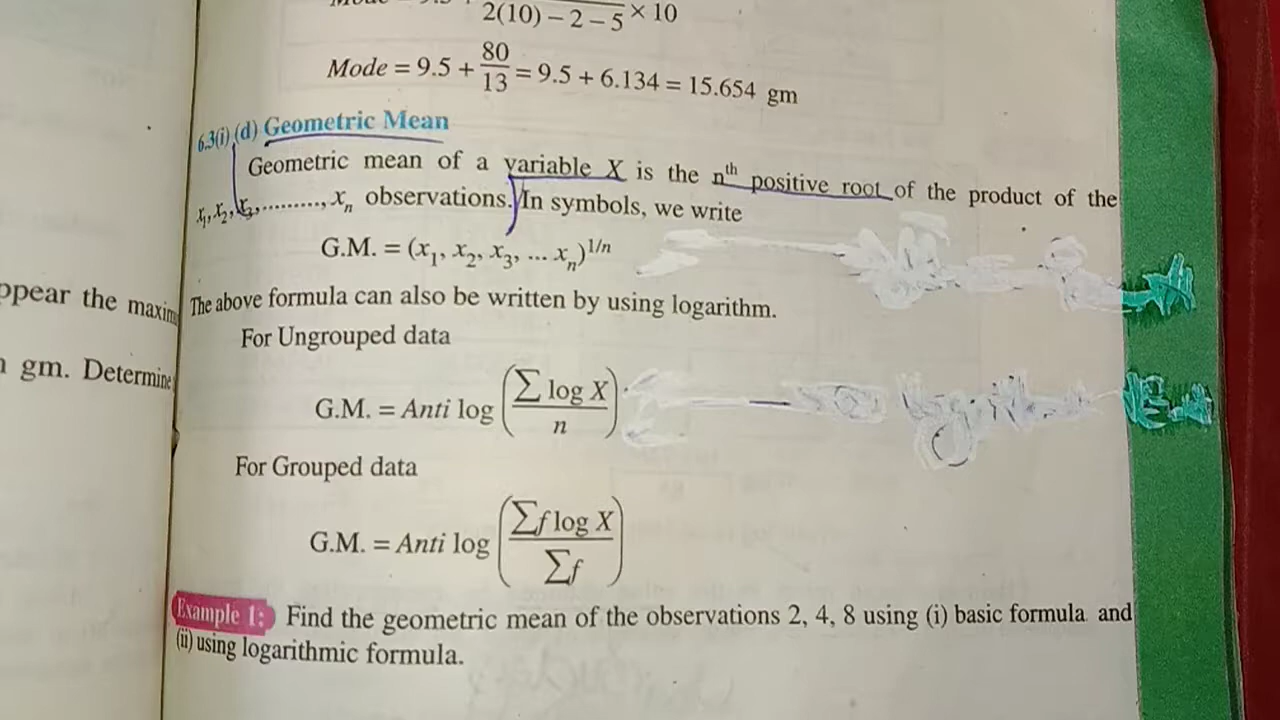 2(10) – 2 – 5 × 10
Mode = 9.5 + 80/13 = 9.5 + 6.134 = 15.654 gm
6.3(i) (d) Geometric Mean
Geometric mean of a variable X is the nth positive root of the product of the
x₁, x₂, x₃, .........., xₙ observations. In symbols, we write
G.M. = (x₁, x₂, x₃, ... xₙ)^1/n
ppear the maxim
The above formula can also be written by using logarithm.
For Ungrouped data
gm. Determine
G.M. = Anti log (∑ log X / n)
For Grouped data
G.M. = Anti log (∑f log X / ∑f)
Example 1: Find the geometric mean of the observations 2, 4, 8 using (i) basic formula and
(ii) using logarithmic formula.